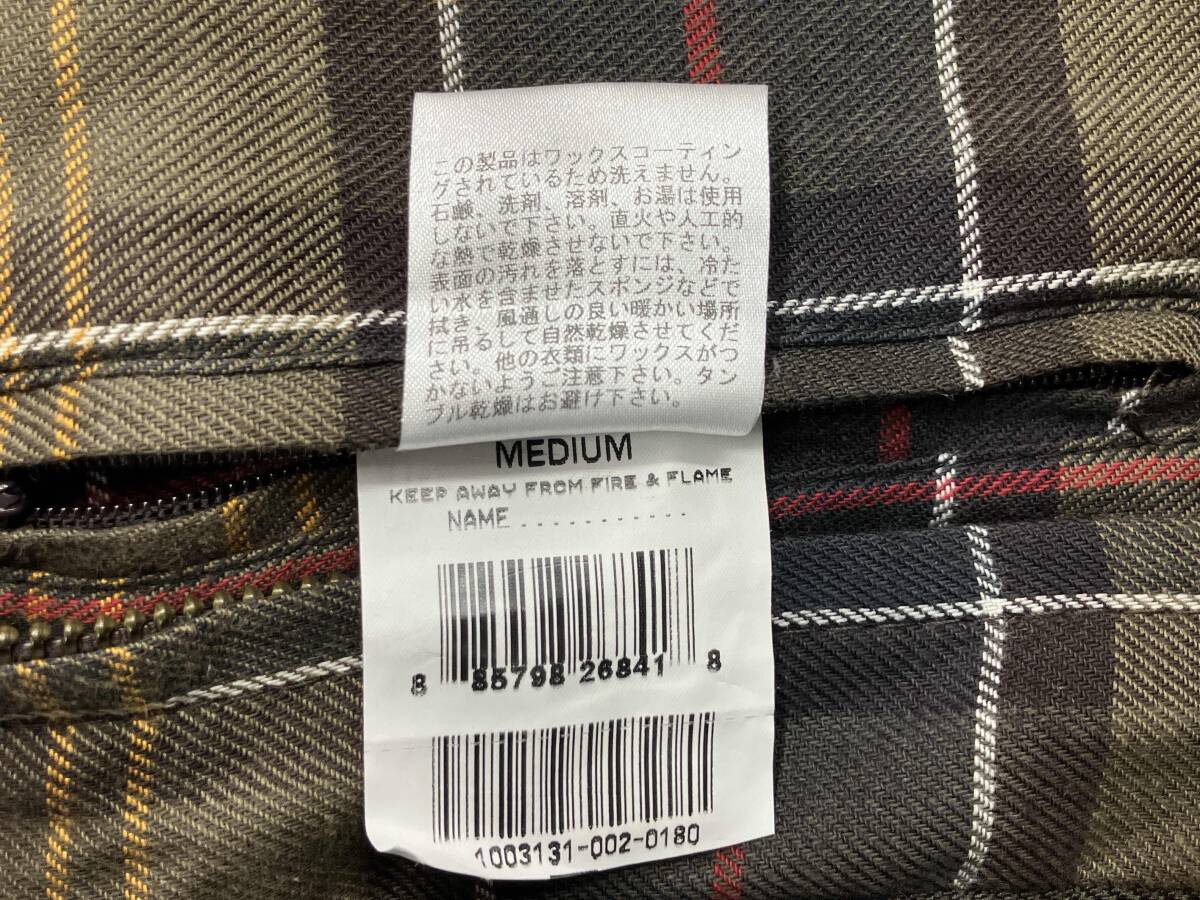 この製品はワックスコーティン
グされているため洗えません。
石鹸、洗剤、溶剤、お湯は使用
しないで下さい。直火や人工的
な熱で乾燥させないで下さい。
表面の汚れを落とすには、冷た
い水を含ませたスポンジなどで
拭き、風通しの良い暖かい場所
に吊るして自然乾燥させてくだ
さい。他の衣類にワックスがつ
かないようご注意下さい。タン
ブル乾燥はお避け下さい。
MEDIUM
KEEP AWAY FROM FIRE & FLAME
NAME ...........
8 85798 26841 8
1003131-002-0180